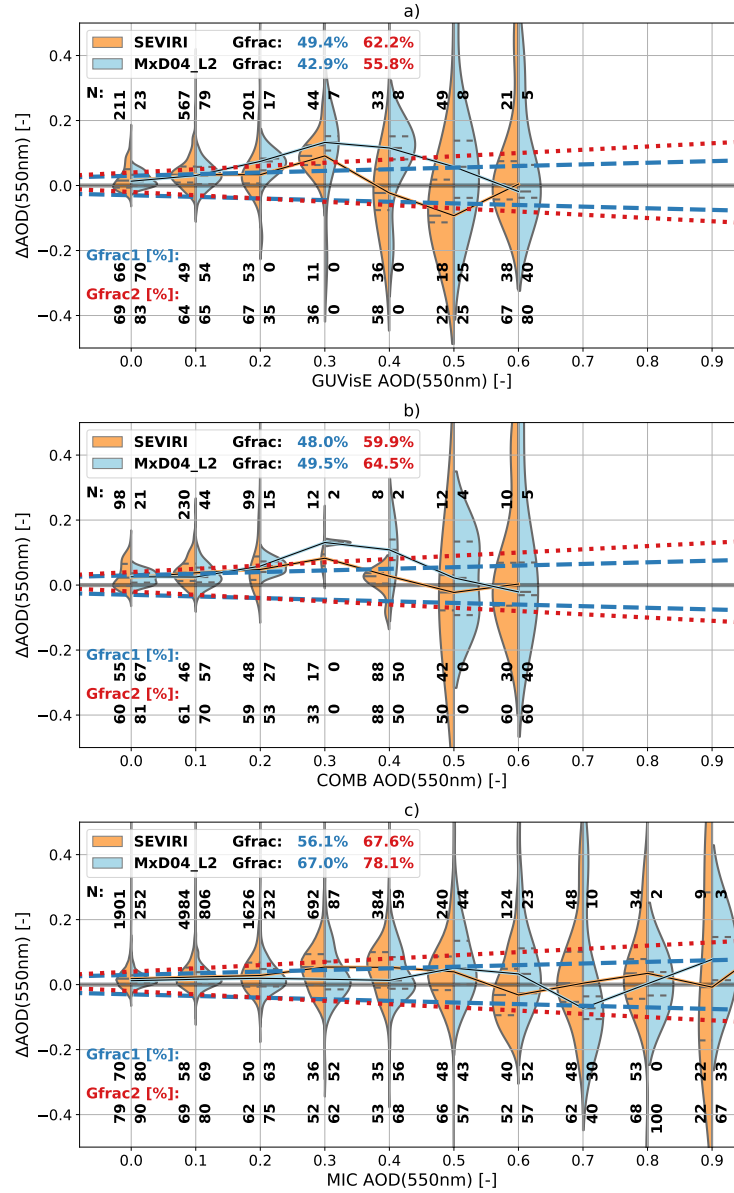 a)
SEVIRI Gfrac: 49.4% 62.2%
MxD04_L2 Gfrac: 42.9% 55.8%
N: 211 23 567 79 201 17 44 7 33 8 49 8 21 5
Gfrac1 [%]:
66 70 49 54 53 0 11 0 36 0 18 25 38 40
Gfrac2 [%]:
69 83 64 65 67 35 36 0 58 0 22 25 67 80
0.4
0.2
0.0
−0.2
−0.4
ΔAOD(550nm) [-]
0.0 0.1 0.2 0.3 0.4 0.5 0.6 0.7 0.8 0.9
GUVisE AOD(550nm) [-]
b)
SEVIRI Gfrac: 48.0% 59.9%
MxD04_L2 Gfrac: 49.5% 64.5%
N: 98 21 230 44 99 15 12 2 8 2 12 4 10 5
Gfrac1 [%]:
55 67 46 57 48 27 17 0 88 50 42 0 30 40
Gfrac2 [%]:
60 81 61 70 59 53 33 0 88 50 50 0 60 60
0.4
0.2
0.0
−0.2
−0.4
ΔAOD(550nm) [-]
0.0 0.1 0.2 0.3 0.4 0.5 0.6 0.7 0.8 0.9
COMB AOD(550nm) [-]
c)
SEVIRI Gfrac: 56.1% 67.6%
MxD04_L2 Gfrac: 67.0% 78.1%
N: 1901 252 4984 806 1626 232 692 87 384 59 240 44 124 23 48 10 34 2 9 3
Gfrac1 [%]:
70 80 58 69 50 63 36 52 35 56 48 43 40 52 48 30 53 0 22 33
Gfrac2 [%]:
79 90 69 80 62 75 52 62 53 68 66 57 52 57 62 40 68 100 22 67
0.4
0.2
0.0
−0.2
−0.4
ΔAOD(550nm) [-]
0.0 0.1 0.2 0.3 0.4 0.5 0.6 0.7 0.8 0.9
MIC AOD(550nm) [-]